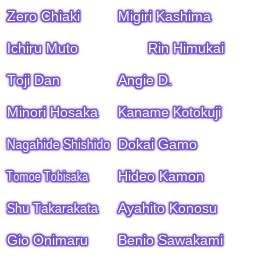 Zero Chiaki Migiri Kashima
Ichiru Muto Rin Himukai
Toji Dan Angie D.
Minori Hosaka Kaname Kotokuji
Nagahide Shishido Dokai Gamo
Tomoe Tobisaka Hideo Kamon
Shu Takarakata Ayahito Konosu
Gio Onimaru Benio Sawakami